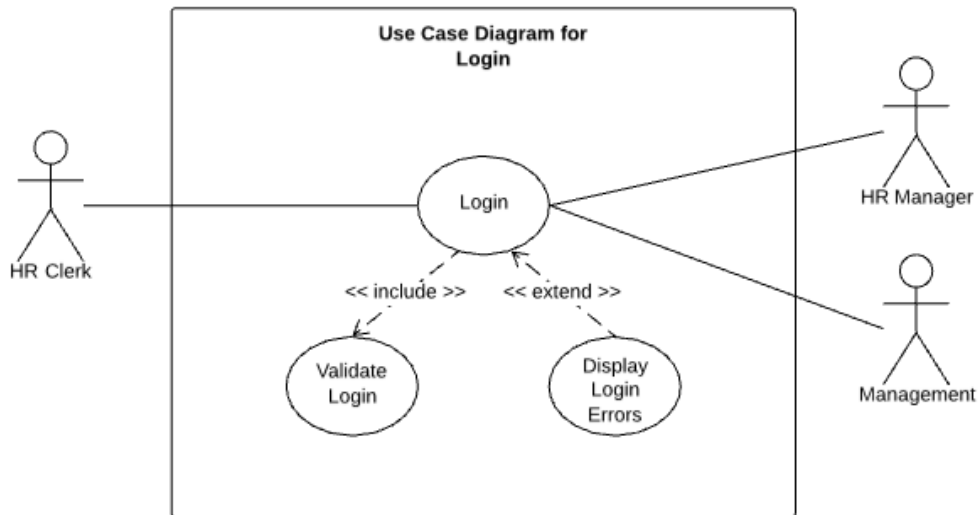 Use Case Diagram for
Login
HR Clerk
Login
HR Manager
<< include >>
<< extend >>
Validate
Login
Display
Login
Errors
Management